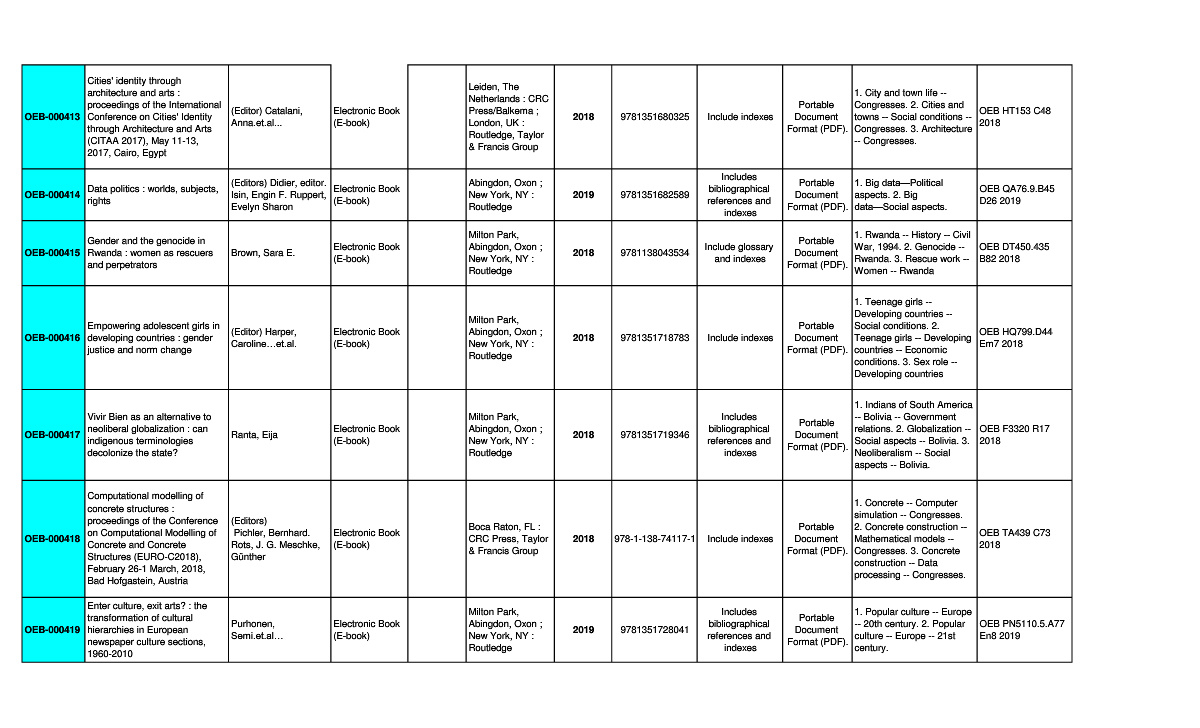 OEB-000413
Cities' identity through
architecture and arts :
proceedings of the International
Conference on Cities' Identity
through Architecture and Arts
(CITAA 2017), May 11-13,
2017, Cairo, Egypt
(Editor) Catalani,
Anna.et.al...
Electronic Book
(E-book)
Leiden, The
Netherlands : CRC
Press/Balkema ;
London, UK :
Routledge, Taylor
& Francis Group
2018
9781351680325
Include indexes
Portable
Document
Format (PDF).
1. City and town life --
Congresses. 2. Cities and
towns -- Social conditions --
Congresses. 3. Architecture
-- Congresses.
OEB HT153 C48
2018
OEB-000414
Data politics : worlds, subjects,
rights
(Editors) Didier, editor.
Isin, Engin F. Ruppert,
Evelyn Sharon
Electronic Book
(E-book)
Abingdon, Oxon ;
New York, NY :
Routledge
2019
9781351682589
Includes
bibliographical
references and
indexes
Portable
Document
Format (PDF).
1. Big data—Political
aspects. 2. Big
data—Social aspects.
OEB QA76.9.B45
D26 2019
OEB-000415
Gender and the genocide in
Rwanda : women as rescuers
and perpetrators
Brown, Sara E.
Electronic Book
(E-book)
Milton Park,
Abingdon, Oxon ;
New York, NY :
Routledge
2018
9781138043534
Include glossary
and indexes
Portable
Document
Format (PDF).
1. Rwanda -- History -- Civil
War, 1994. 2. Genocide --
Rwanda. 3. Rescue work --
Women -- Rwanda
OEB DT450.435
B82 2018
OEB-000416
Empowering adolescent girls in
developing countries : gender
justice and norm change
(Editor) Harper,
Caroline…et.al.
Electronic Book
(E-book)
Milton Park,
Abingdon, Oxon ;
New York, NY :
Routledge
2018
9781351718783
Include indexes
Portable
Document
Format (PDF).
1. Teenage girls --
Developing countries --
Social conditions. 2.
Teenage girls -- Developing
countries -- Economic
conditions. 3. Sex role --
Developing countries
OEB HQ799.D44
Em7 2018
OEB-000417
Vivir Bien as an alternative to
neoliberal globalization : can
indigenous terminologies
decolonize the state?
Ranta, Eija
Electronic Book
(E-book)
Milton Park,
Abingdon, Oxon ;
New York, NY :
Routledge
2018
9781351719346
Includes
bibliographical
references and
indexes
Portable
Document
Format (PDF).
1. Indians of South America
-- Bolivia -- Government
relations. 2. Globalization --
Social aspects -- Bolivia. 3.
Neoliberalism -- Social
aspects -- Bolivia.
OEB F3320 R17
2018
OEB-000418
Computational modelling of
concrete structures :
proceedings of the Conference
on Computational Modelling of
Concrete and Concrete
Structures (EURO-C2018),
February 26-1 March, 2018,
Bad Hofgastein, Austria
(Editors)
Pichler, Bernhard.
Rots, J. G. Meschke,
Günther
Electronic Book
(E-book)
Boca Raton, FL :
CRC Press, Taylor
& Francis Group
2018
978-1-138-74117-1
Include indexes
Portable
Document
Format (PDF).
1. Concrete -- Computer
simulation -- Congresses.
2. Concrete construction --
Mathematical models --
Congresses. 3. Concrete
construction -- Data
processing -- Congresses.
OEB TA439 C73
2018
OEB-000419
Enter culture, exit arts? : the
transformation of cultural
hierarchies in European
newspaper culture sections,
1960-2010
Purhonen,
Semi.et.al…
Electronic Book
(E-book)
Milton Park,
Abingdon, Oxon ;
New York, NY :
Routledge
2019
9781351728041
Includes
bibliographical
references and
indexes
Portable
Document
Format (PDF).
1. Popular culture -- Europe
-- 20th century. 2. Popular
culture -- Europe -- 21st
century.
OEB PN5110.5.A77
En8 2019